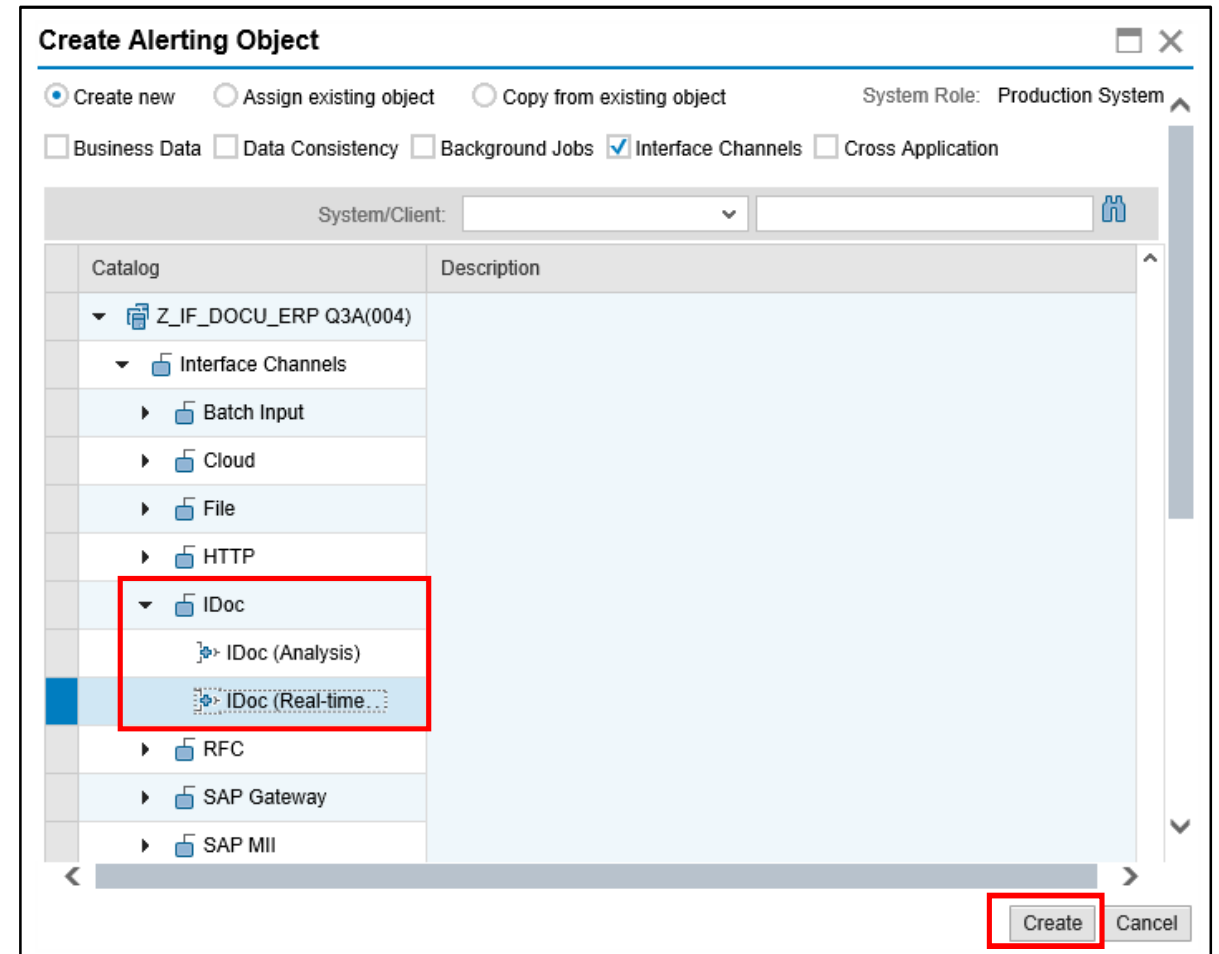 Create Alerting Object
Create new Assign existing object Copy from existing object System Role: Production System
Business Data Data Consistency Background Jobs Interface Channels Cross Application
System/Client:
Catalog Description
Z_IF_DOCU_ERP Q3A(004)
Interface Channels
Batch Input
Cloud
File
HTTP
IDoc
IDoc (Analysis)
IDoc (Real-time...
RFC
SAP Gateway
SAP MII
Create Cancel